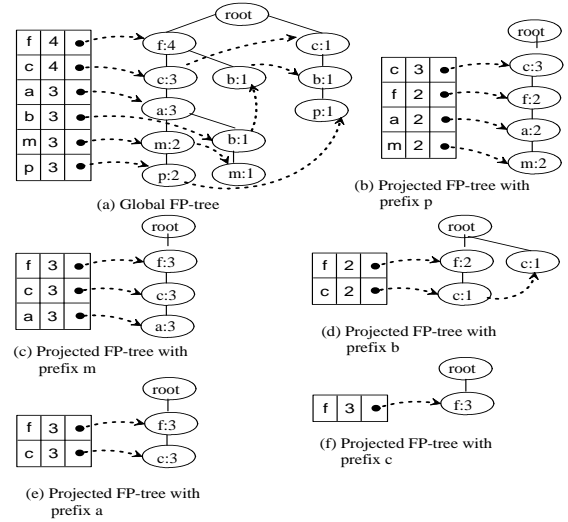 root
f 4
c 4
a 3
b 3
m 3
p 3
f:4
c:1
c:3
b:1
b:1
a:3
p:1
m:2
b:1
p:2
m:1
(a) Global FP-tree
root
c 3
f 2
a 2
m 2
c:3
f:2
a:2
m:2
(b) Projected FP-tree with
prefix p
root
f 3
c 3
a 3
f:3
c:3
a:3
(c) Projected FP-tree with
prefix m
root
f 2
c 2
f:2
c:1
c:1
(d) Projected FP-tree with
prefix b
root
f 3
c 3
f:3
c:3
(e) Projected FP-tree with
prefix a
root
f 3
f:3
(f) Projected FP-tree with
prefix c